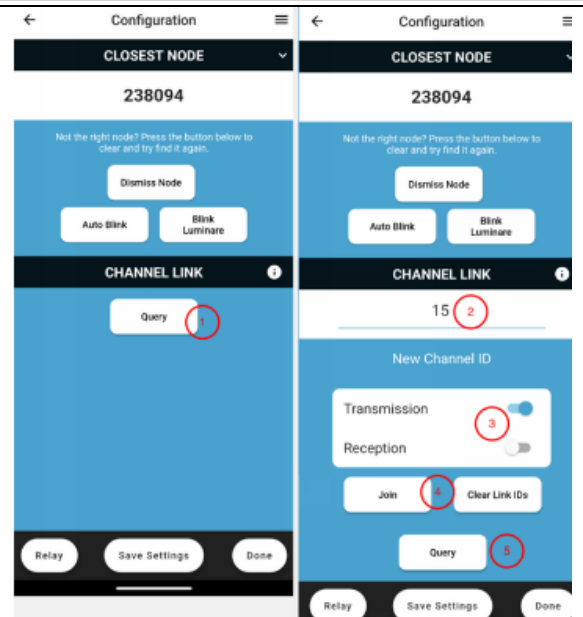 Configuration
CLOSEST NODE
238094
Not the right node? Press the button below to
clear and try find it again.
Dismiss Node
Auto Blink
Blink
Luminare
CHANNEL LINK
Query
1
Relay
Save Settings
Done
Configuration
CLOSEST NODE
238094
Not the right node? Press the button below to
clear and try find it again.
Dismiss Node
Auto Blink
Blink
Luminare
CHANNEL LINK
15
2
New Channel ID
Transmission
3
Reception
Join
4
Clear Link IDs
Query
5
Relay
Save Settings
Done